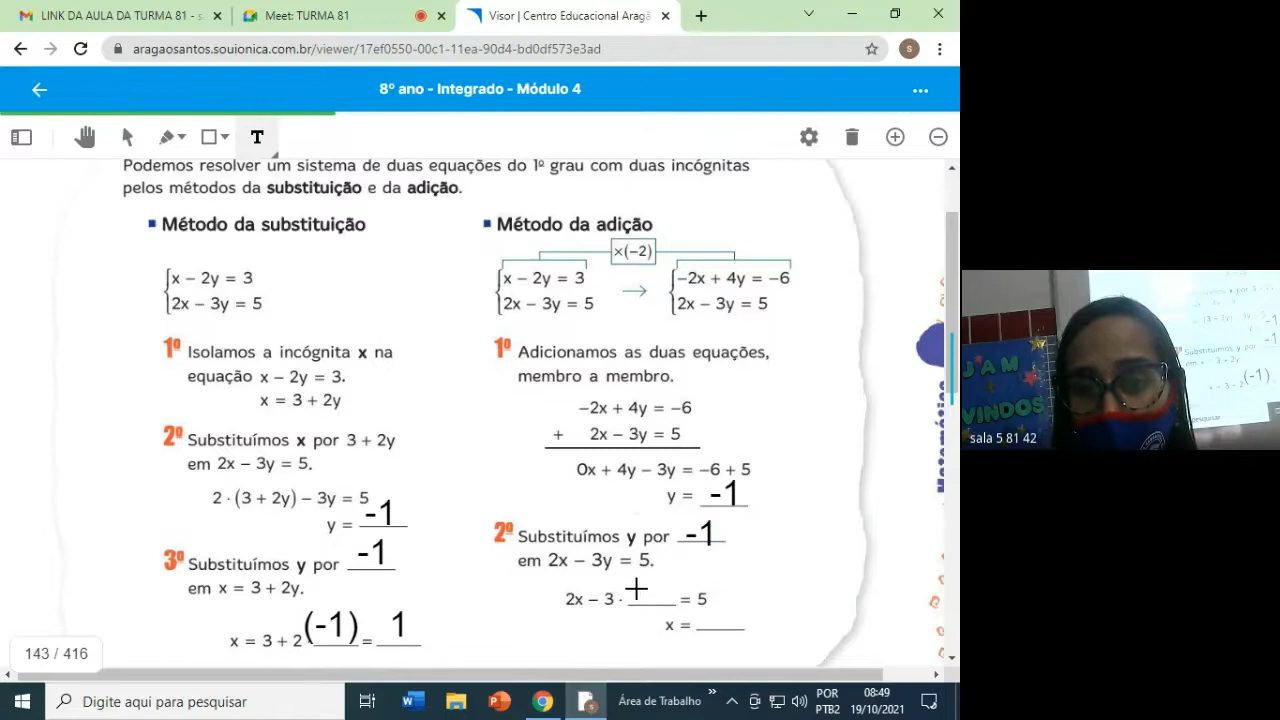 LINK DA AULA DA TURMA 81 - s
Meet: TURMA 81
Visor | Centro Educacional Aragã
aragaosantos.souionica.com.br/viewer/17ef0550-00c1-11ea-90d4-bd0df573e3ad
s
8º ano - Integrado - Módulo 4
T
Podemos resolver um sistema de duas equações do 1º grau com duas incógnitas
pelos métodos da substituição e da adição.
Método da substituição
x − 2y = 3
2x − 3y = 5
1º Isolamos a incógnita x na
equação x − 2y = 3.
x = 3 + 2y
2º Substituímos x por 3 + 2y
em 2x − 3y = 5.
2 · (3 + 2y) − 3y = 5
y = -1
3º Substituímos y por -1
em x = 3 + 2y.
x = 3 + 2 (-1) = 1
Método da adição
x(−2)
x − 2y = 3
2x − 3y = 5
→
−2x + 4y = −6
2x − 3y = 5
1º Adicionamos as duas equações,
membro a membro.
−2x + 4y = −6
+ 2x − 3y = 5
0x + 4y − 3y = −6 + 5
y = -1
2º Substituímos y por -1
em 2x − 3y = 5.
2x − 3 · + = 5
x = ____
143 / 416
JAM
VINDOS
sala 5 81 42
Digite aqui para pesquisar
Área de Trabalho
POR
PTB2
08:49
19/10/2021